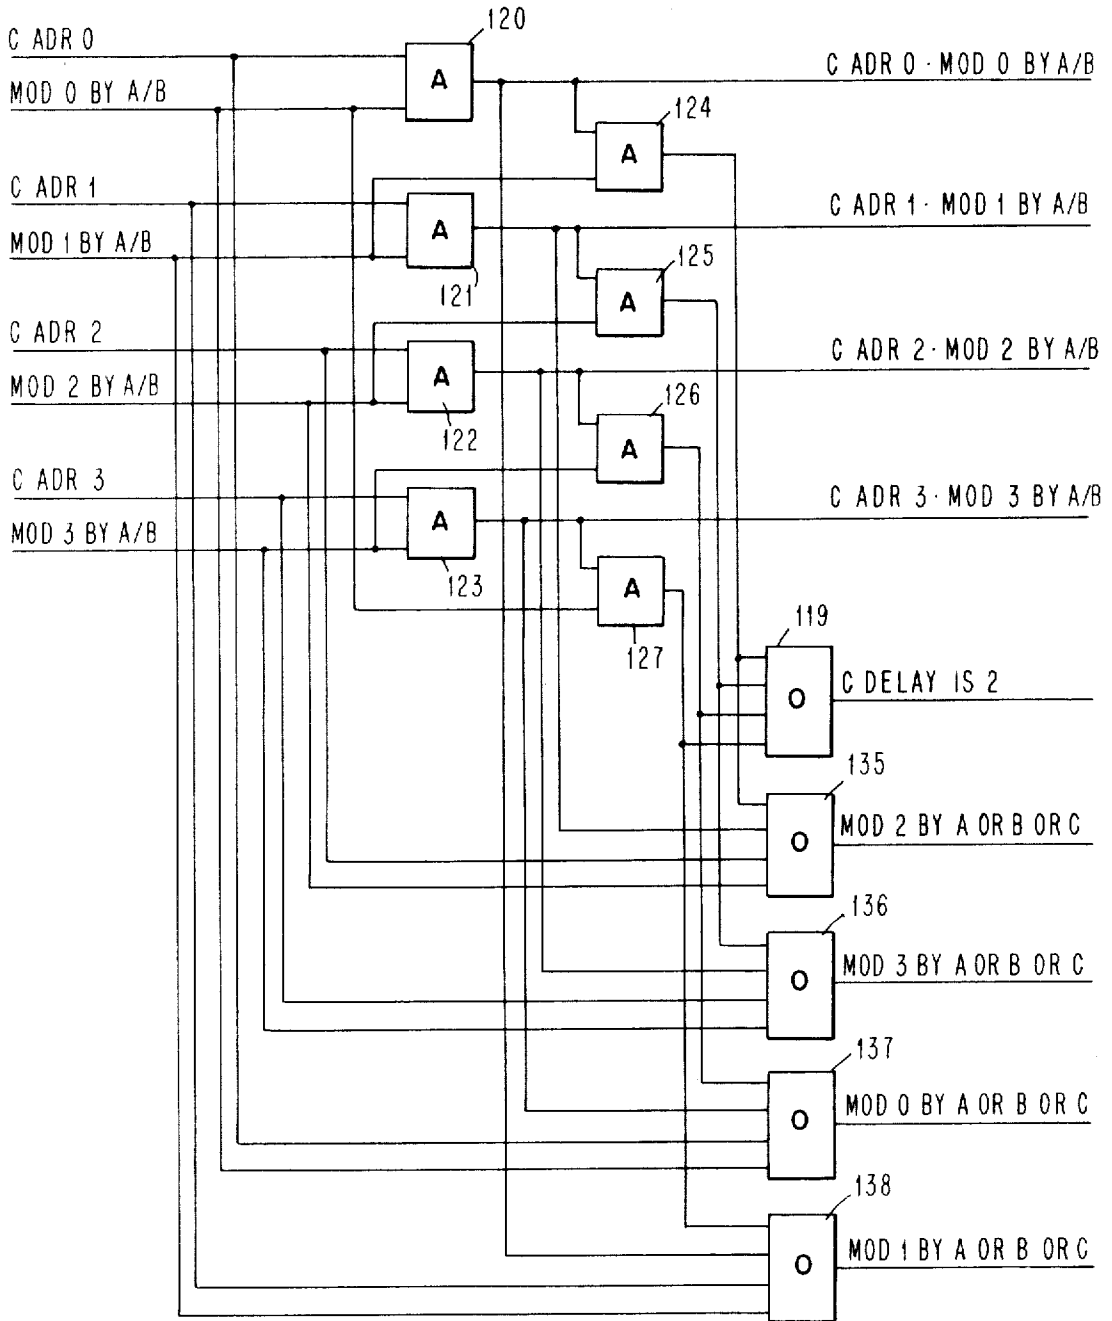 120
C ADR 0
A
C ADR 0 · MOD 0 BY A/B
MOD 0 BY A/B
124
A
C ADR 1
A
C ADR 1 · MOD 1 BY A/B
MOD 1 BY A/B
121
125
A
C ADR 2
A
C ADR 2 · MOD 2 BY A/B
MOD 2 BY A/B
122
126
A
C ADR 3
A
C ADR 3 · MOD 3 BY A/B
MOD 3 BY A/B
123
A
127
119
O
C DELAY IS 2
135
O
MOD 2 BY A OR B OR C
136
O
MOD 3 BY A OR B OR C
137
O
MOD 0 BY A OR B OR C
138
O
MOD 1 BY A OR B OR C